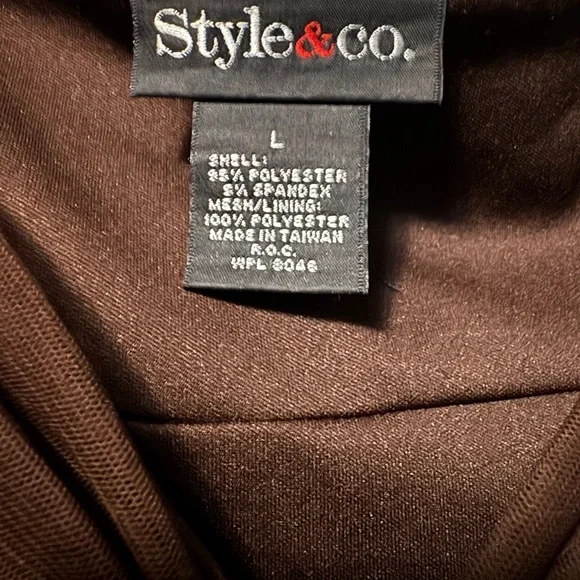 Style&co.
L
SHELL:
95% POLYESTER
5% SPANDEX
MESH/LINING:
100% POLYESTER
MADE IN TAIWAN
R.O.C.
WPL 8046